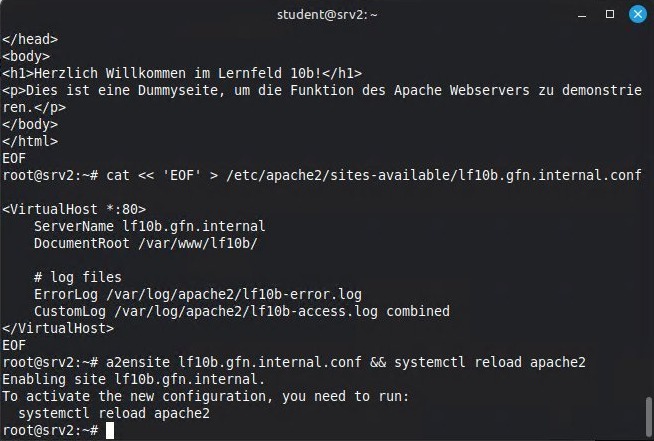 student@srv2: ~
</head>
<body>
<h1>Herzlich Willkommen im Lernfeld 10b!</h1>
<p>Dies ist eine Dummyseite, um die Funktion des Apache Webservers zu demonstrie
ren.</p>
</body>
</html>
EOF
root@srv2:~# cat << 'EOF' > /etc/apache2/sites-available/lf10b.gfn.internal.conf

<VirtualHost *:80>
    ServerName lf10b.gfn.internal
    DocumentRoot /var/www/lf10b/

    # log files
    ErrorLog /var/log/apache2/lf10b-error.log
    CustomLog /var/log/apache2/lf10b-access.log combined
</VirtualHost>
EOF
root@srv2:~# a2ensite lf10b.gfn.internal.conf && systemctl reload apache2
Enabling site lf10b.gfn.internal.
To activate the new configuration, you need to run:
  systemctl reload apache2
root@srv2:~#